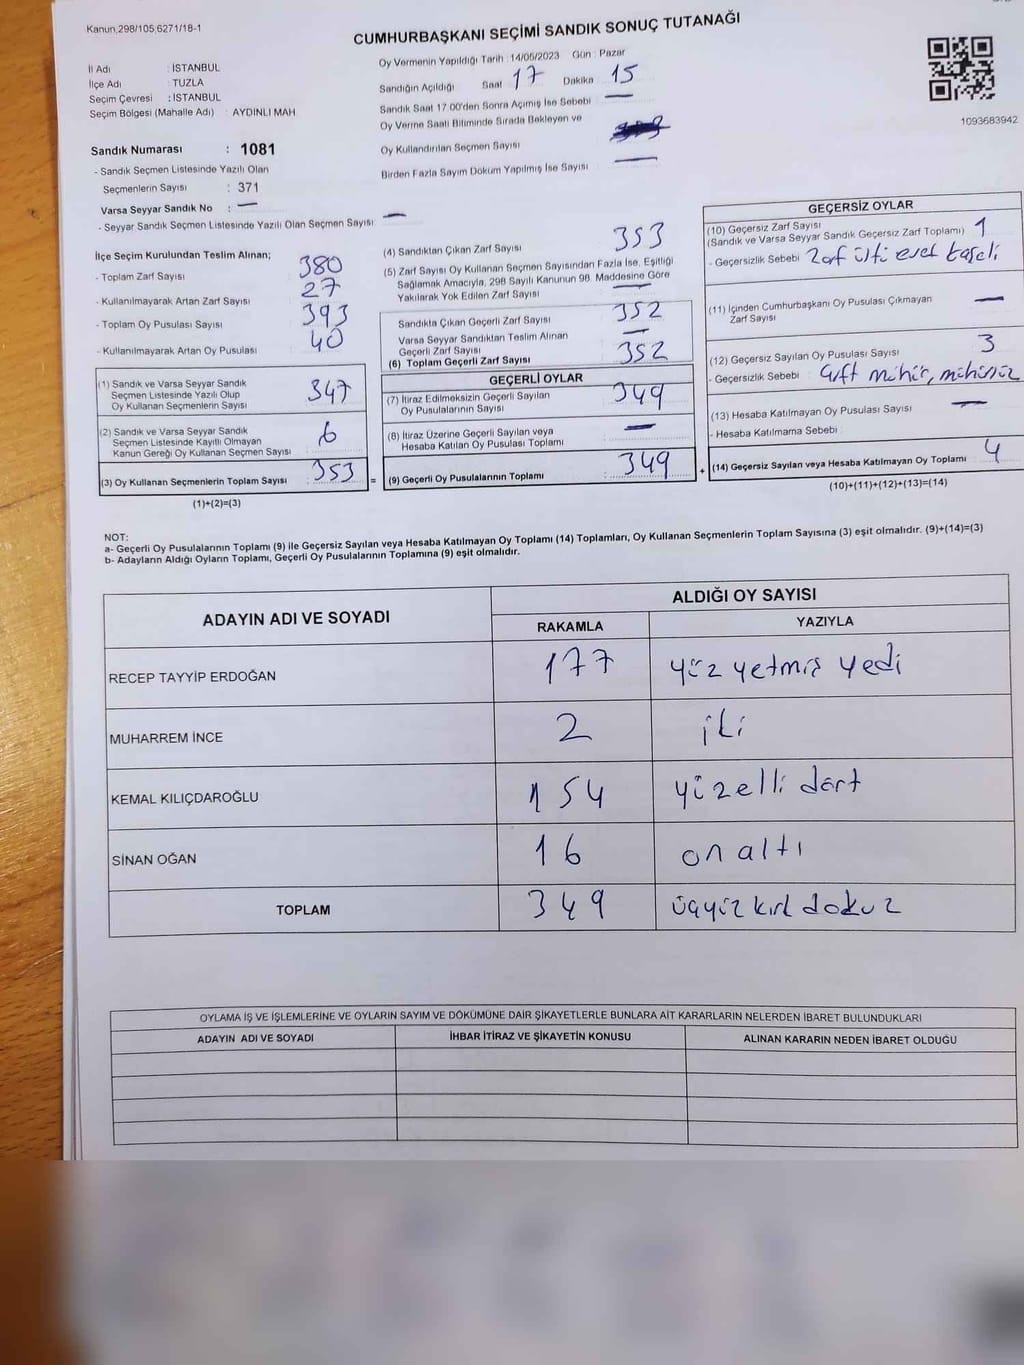 Kanun,298/105,6271/18-1
CUMHURBAŞKANI SEÇİMİ SANDIK SONUÇ TUTANAĞI
İl Adı : İSTANBUL
İlçe Adı : TUZLA
Seçim Çevresi : İSTANBUL
Seçim Bölgesi (Mahalle Adı) : AYDINLI MAH
Sandık Numarası : 1081
- Sandık Seçmen Listesinde Yazılı Olan
Seçmenlerin Sayısı : 371
Varsa Seyyar Sandık No : —
- Seyyar Sandık Seçmen Listesinde Yazılı Olan Seçmen Sayısı —
Oy Vermenin Yapıldığı Tarih : 14/05/2023 Gün : Pazar
Sandığın Açıldığı Saat 17 Dakika 15
Sandık Saat 17.00'den Sonra Açımış İse Sebebi —
Oy Verme Saati Bitiminde Sırada Bekleyen ve
Oy Kullandırılan Seçmen Sayısı
Birden Fazla Sayım Döküm Yapılmış İse Sayısı —
1093683942
İlçe Seçim Kurulundan Teslim Alınan;
- Toplam Zarf Sayısı 380
- Kullanılmayarak Artan Zarf Sayısı 27
- Toplam Oy Pusulası Sayısı 393
- Kullanılmayarak Artan Oy Pusulası 40
(1) Sandık ve Varsa Seyyar Sandık
Seçmen Listesinde Yazılı Olup
Oy Kullanan Seçmenlerin Sayısı 347
(2) Sandık ve Varsa Seyyar Sandık
Seçmen Listesinde Kayıtlı Olmayan
Kanun Gereği Oy Kullanan Seçmen Sayısı : 6
(3) Oy Kullanan Seçmenlerin Toplam Sayısı : 353 =
(1)+(2)=(3)
(4) Sandıktan Çıkan Zarf Sayısı 353
(5) Zarf Sayısı Oy Kullanan Seçmen Sayısından Fazla İse, Eşitliği
Sağlamak Amacıyla, 298 Sayılı Kanunun 98. Maddesine Göre
Yakılarak Yok Edilen Zarf Sayısı —
Sandıkta Çıkan Geçerli Zarf Sayısı 352
Varsa Seyyar Sandıktan Teslim Alınan
Geçerli Zarf Sayısı —
(6) Toplam Geçerli Zarf Sayısı 352
GEÇERLİ OYLAR
(7) İtiraz Edilmeksizin Geçerli Sayılan
Oy Pusulalarının Sayısı 349
(8) İtiraz Üzerine Geçerli Sayılan veya
Hesaba Katılan Oy Pusulası Toplamı —
(9) Geçerli Oy Pusulalarının Toplamı : 349 +
GEÇERSİZ OYLAR
(10) Geçersiz Zarf Sayısı
(Sandık ve Varsa Seyyar Sandık Geçersiz Zarf Toplamı) 1
- Geçersizlik Sebebi Zarf üstü evet kaşeli
(11) İçinden Cumhurbaşkanı Oy Pusulası Çıkmayan
Zarf Sayısı —
(12) Geçersiz Sayılan Oy Pusulası Sayısı 3
- Geçersizlik Sebebi Çift mühür, mühürsüz
(13) Hesaba Katılmayan Oy Pusulası Sayısı —
- Hesaba Katılmama Sebebi :
(14) Geçersiz Sayılan veya Hesaba Katılmayan Oy Toplamı 4
(10)+(11)+(12)+(13)=(14)
NOT:
a- Geçerli Oy Pusulalarının Toplamı (9) ile Geçersiz Sayılan veya Hesaba Katılmayan Oy Toplamı (14) Toplamları, Oy Kullanan Seçmenlerin Toplam Sayısına (3) eşit olmalıdır. (9)+(14)=(3)
b- Adayların Aldığı Oyların Toplamı, Geçerli Oy Pusulalarının Toplamına (9) eşit olmalıdır.
ADAYIN ADI VE SOYADI
ALDIĞI OY SAYISI
RAKAMLA YAZIYLA
RECEP TAYYİP ERDOĞAN 177 yüz yetmiş yedi
MUHARREM İNCE 2 iki
KEMAL KILIÇDAROĞLU 154 yüzelli dört
SİNAN OĞAN 16 on altı
TOPLAM 349 üçyüz kırk dokuz
OYLAMA İŞ VE İŞLEMLERİNE VE OYLARIN SAYIM VE DÖKÜMÜNE DAİR ŞİKAYETLERLE BUNLARA AİT KARARLARIN NELERDEN İBARET BULUNDUKLARI
ADAYIN ADI VE SOYADI İHBAR İTİRAZ VE ŞİKAYETİN KONUSU ALINAN KARARIN NEDEN İBARET OLDUĞU